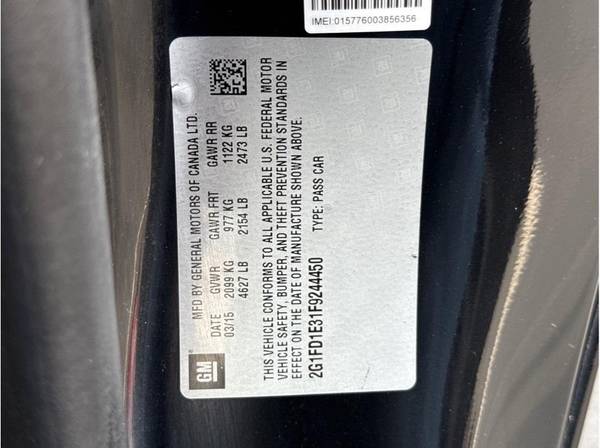 IMEI:015776003856356
MFD BY GENERAL MOTORS OF CANADA LTD.
DATE GVWR GAWR FRT GAWR RR
03/15 2099 KG 977 KG 1122 KG
4627 LB 2154 LB 2473 LB
THIS VEHICLE CONFORMS TO ALL APPLICABLE U.S. FEDERAL MOTOR
VEHICLE SAFETY, BUMPER, AND THEFT PREVENTION STANDARDS IN
EFFECT ON THE DATE OF MANUFACTURE SHOWN ABOVE.
2G1FD1E31F9244450 TYPE: PASS CAR
GM
®